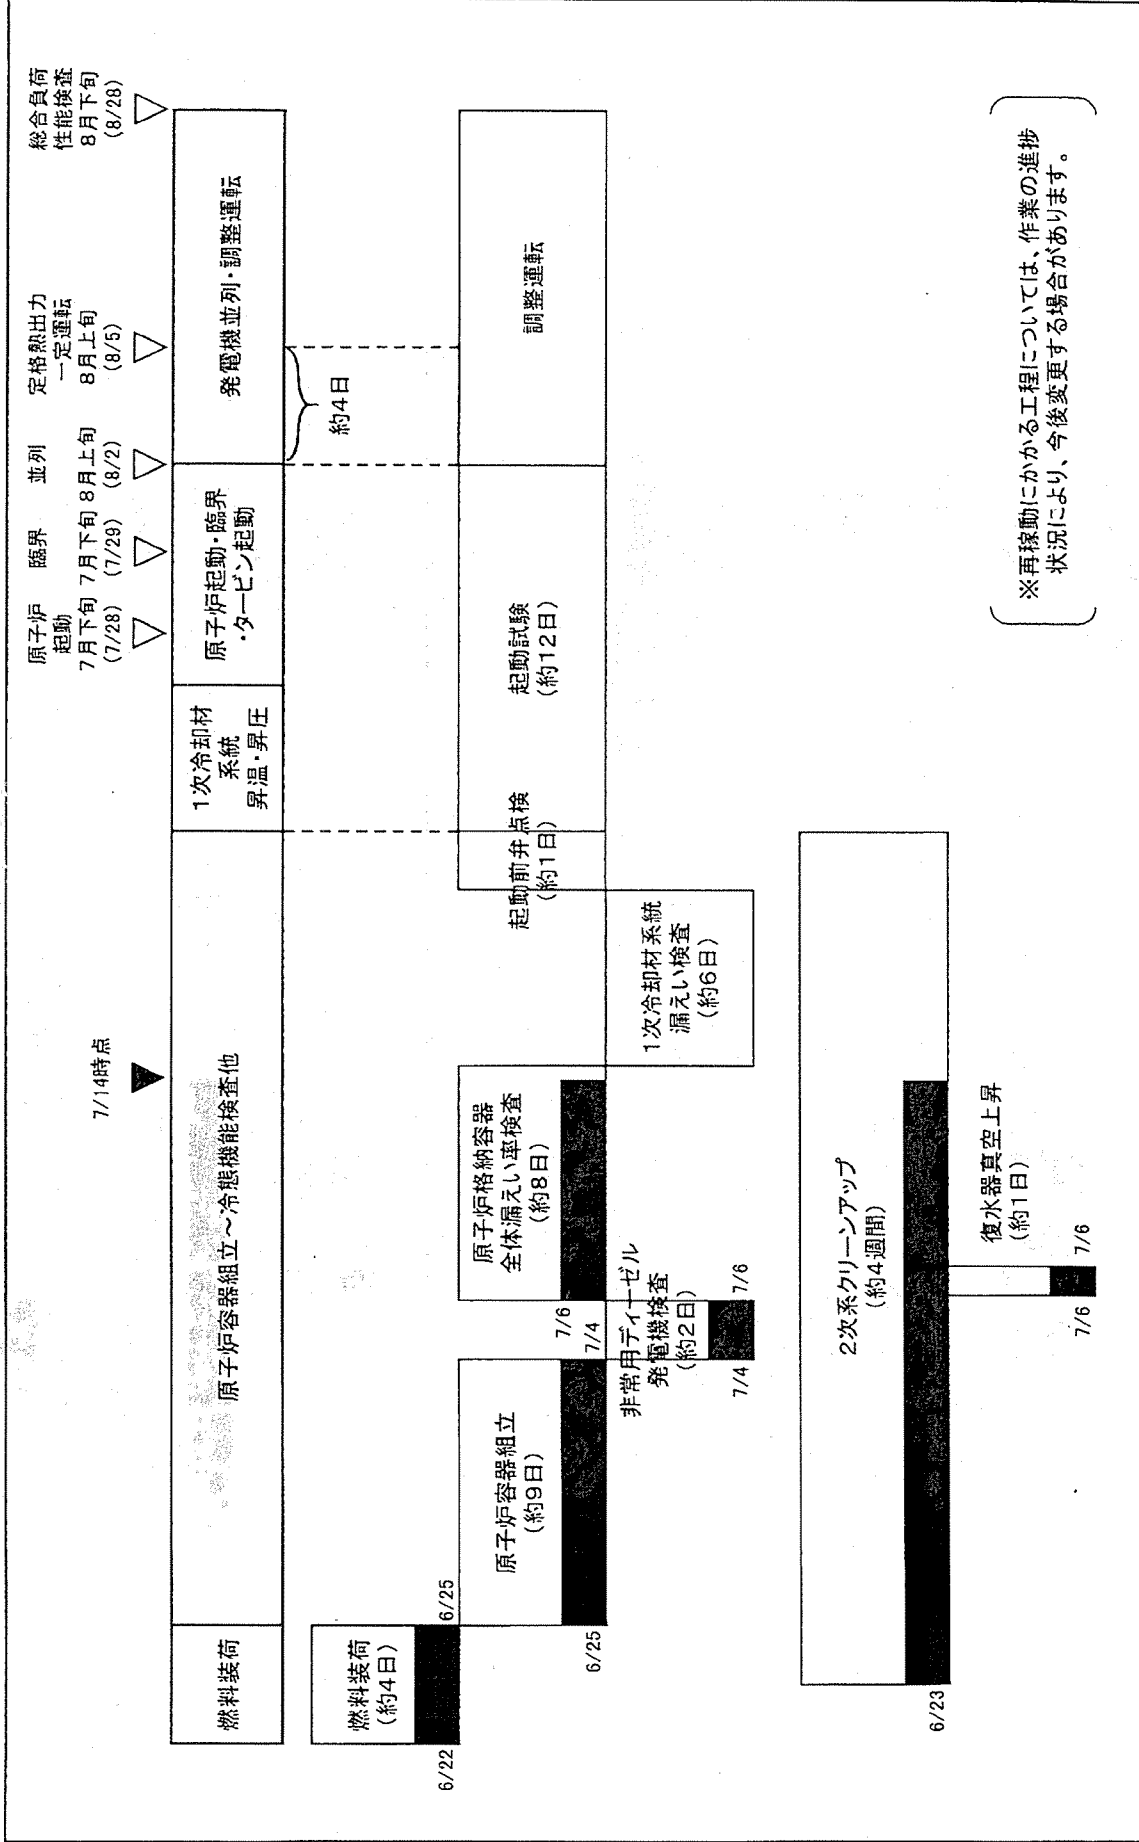 7/14時点
原子炉
起動
7月下旬
(7/28)
臨界
7月下旬
(7/29)
並列
8月上旬
(8/2)
定格熱出力
一定運転
8月上旬
(8/5)
総合負荷
性能検査
8月下旬
(8/28)
燃料装荷
原子炉容器組立～冷態機能検査他
1次冷却材
系統
昇温・昇圧
原子炉起動・臨界
・タービン起動
発電機並列・調整運転
約4日
燃料装荷
(約4日)
6/22
6/25
原子炉容器組立
(約9日)
6/25
7/4
非常用ディーゼル
発電機検査
(約2日)
7/4
7/6
原子炉格納容器
全体漏えい率検査
(約8日)
7/6
1次冷却材系統
漏えい検査
(約6日)
起動前弁点検
(約1日)
起動試験
(約12日)
調整運転
2次系クリーンアップ
(約4週間)
6/23
復水器真空上昇
(約1日)
7/6
7/6
※再稼動にかかる工程については、作業の進捗
状況により、今後変更する場合があります。